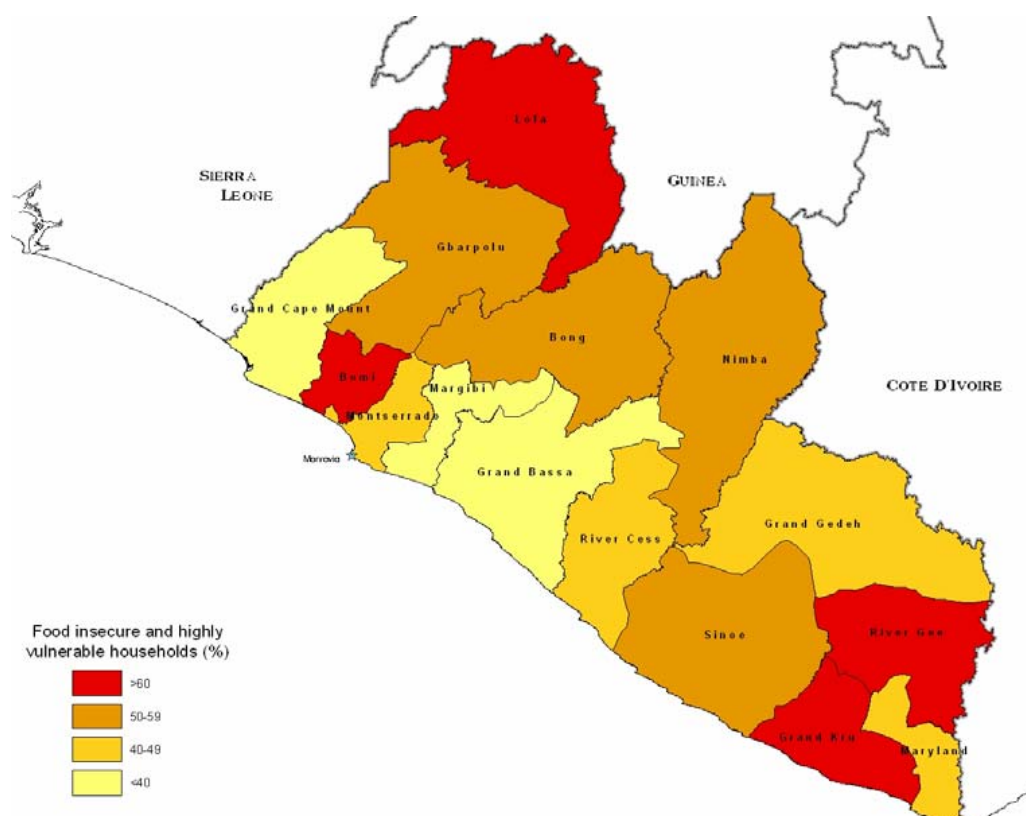 Lofa
SIERRA
LEONE
GUINEA
Gbarpolu
Grand Cape Mount
Bong
Nimba
Bomi
Margibi
COTE D'IVOIRE
Montserrado
Monrovia
Grand Bassa
Grand Gedeh
River Cess
Sinoe
River Gee
Food insecure and highly
vulnerable households (%)
>60
50-59
40-49
<40
Grand Kru
Maryland